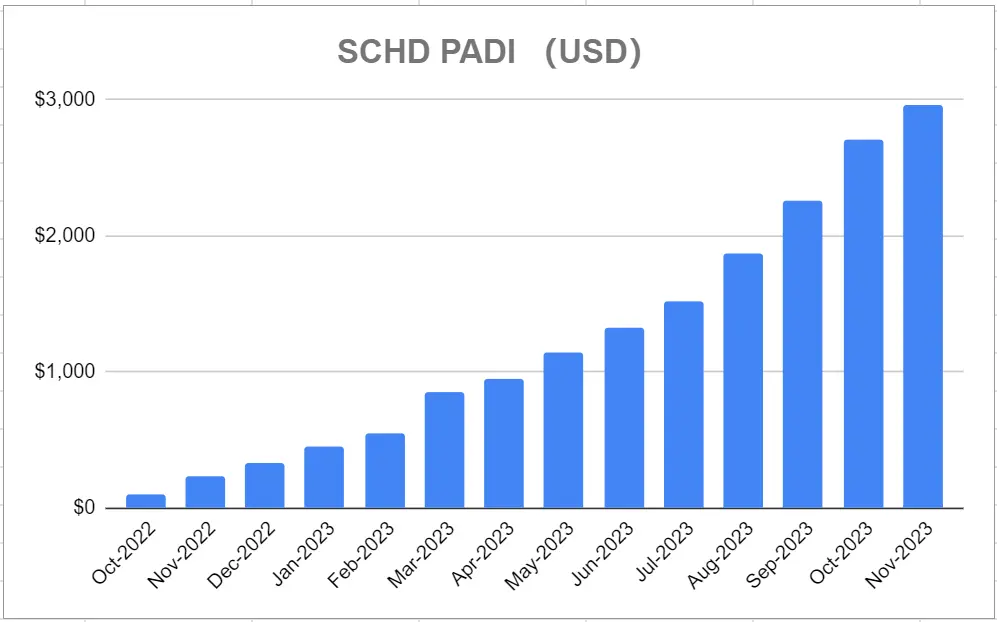 SCHD PADI （USD）
$3,000
$2,000
$1,000
$0
Oct-2022
Nov-2022
Dec-2022
Jan-2023
Feb-2023
Mar-2023
Apr-2023
May-2023
Jun-2023
Jul-2023
Aug-2023
Sep-2023
Oct-2023
Nov-2023